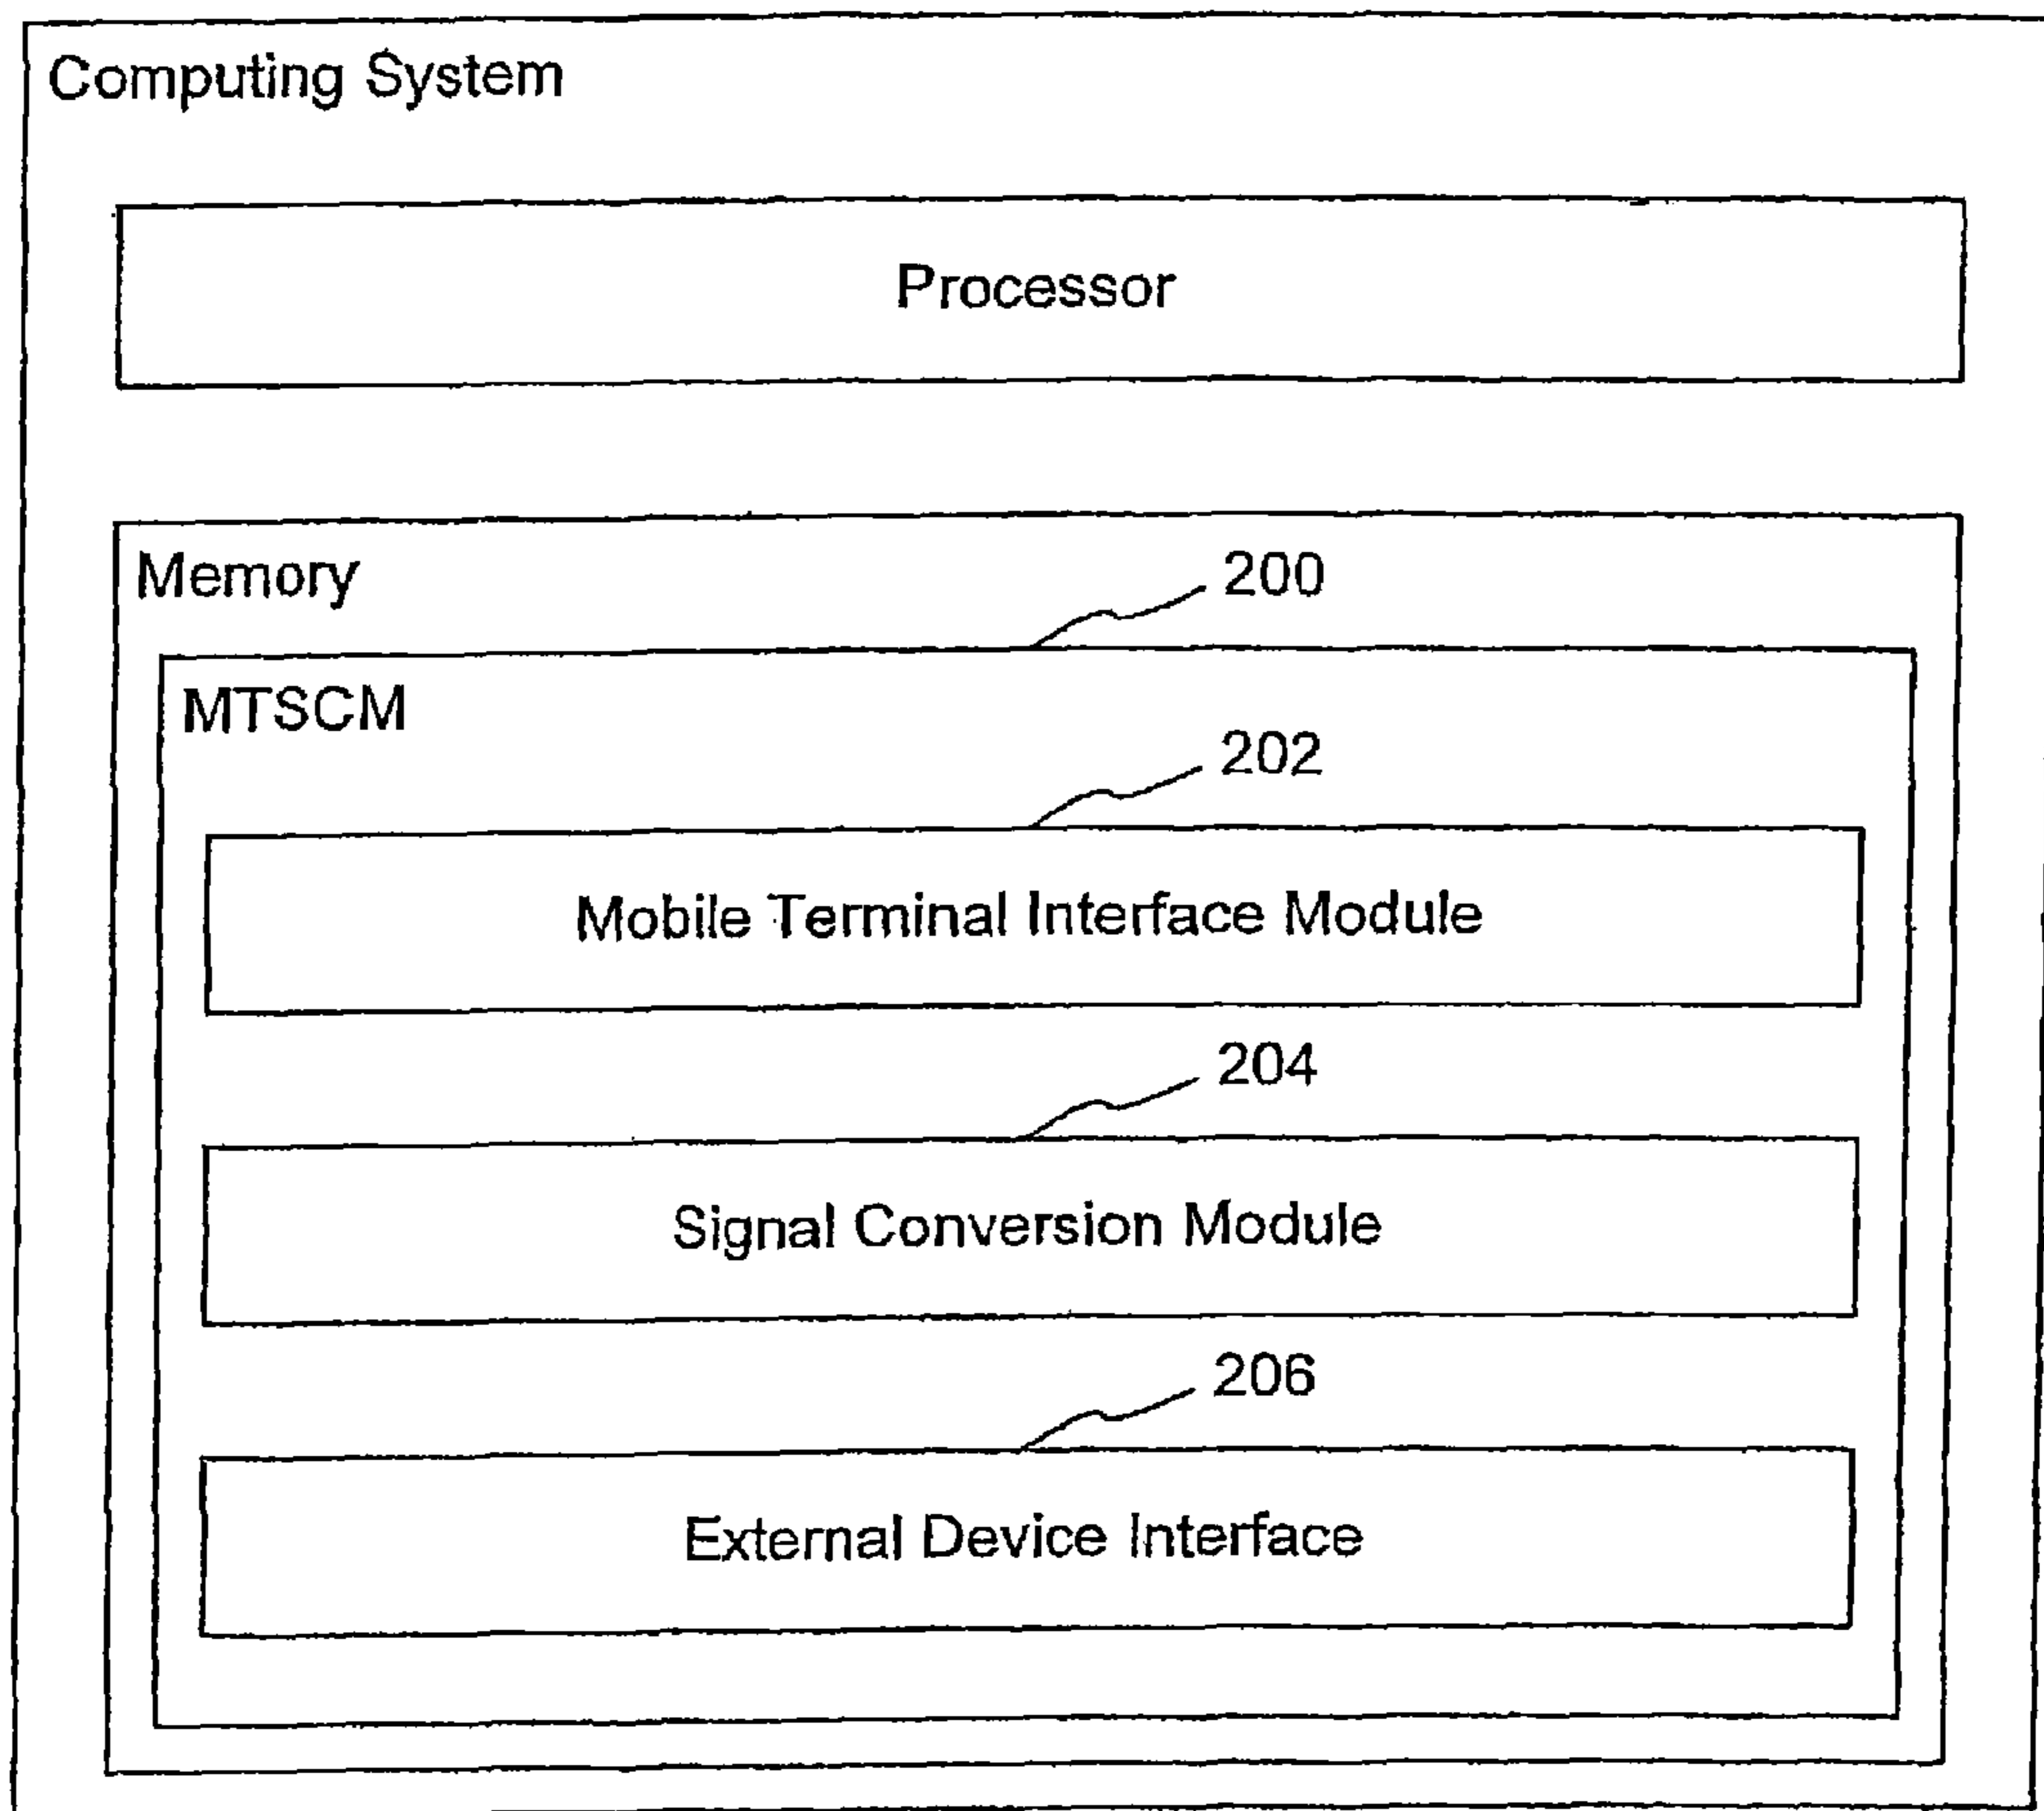 Computing System
Processor
Memory
200
MTSCM
202
Mobile Terminal Interface Module
204
Signal Conversion Module
206
External Device Interface